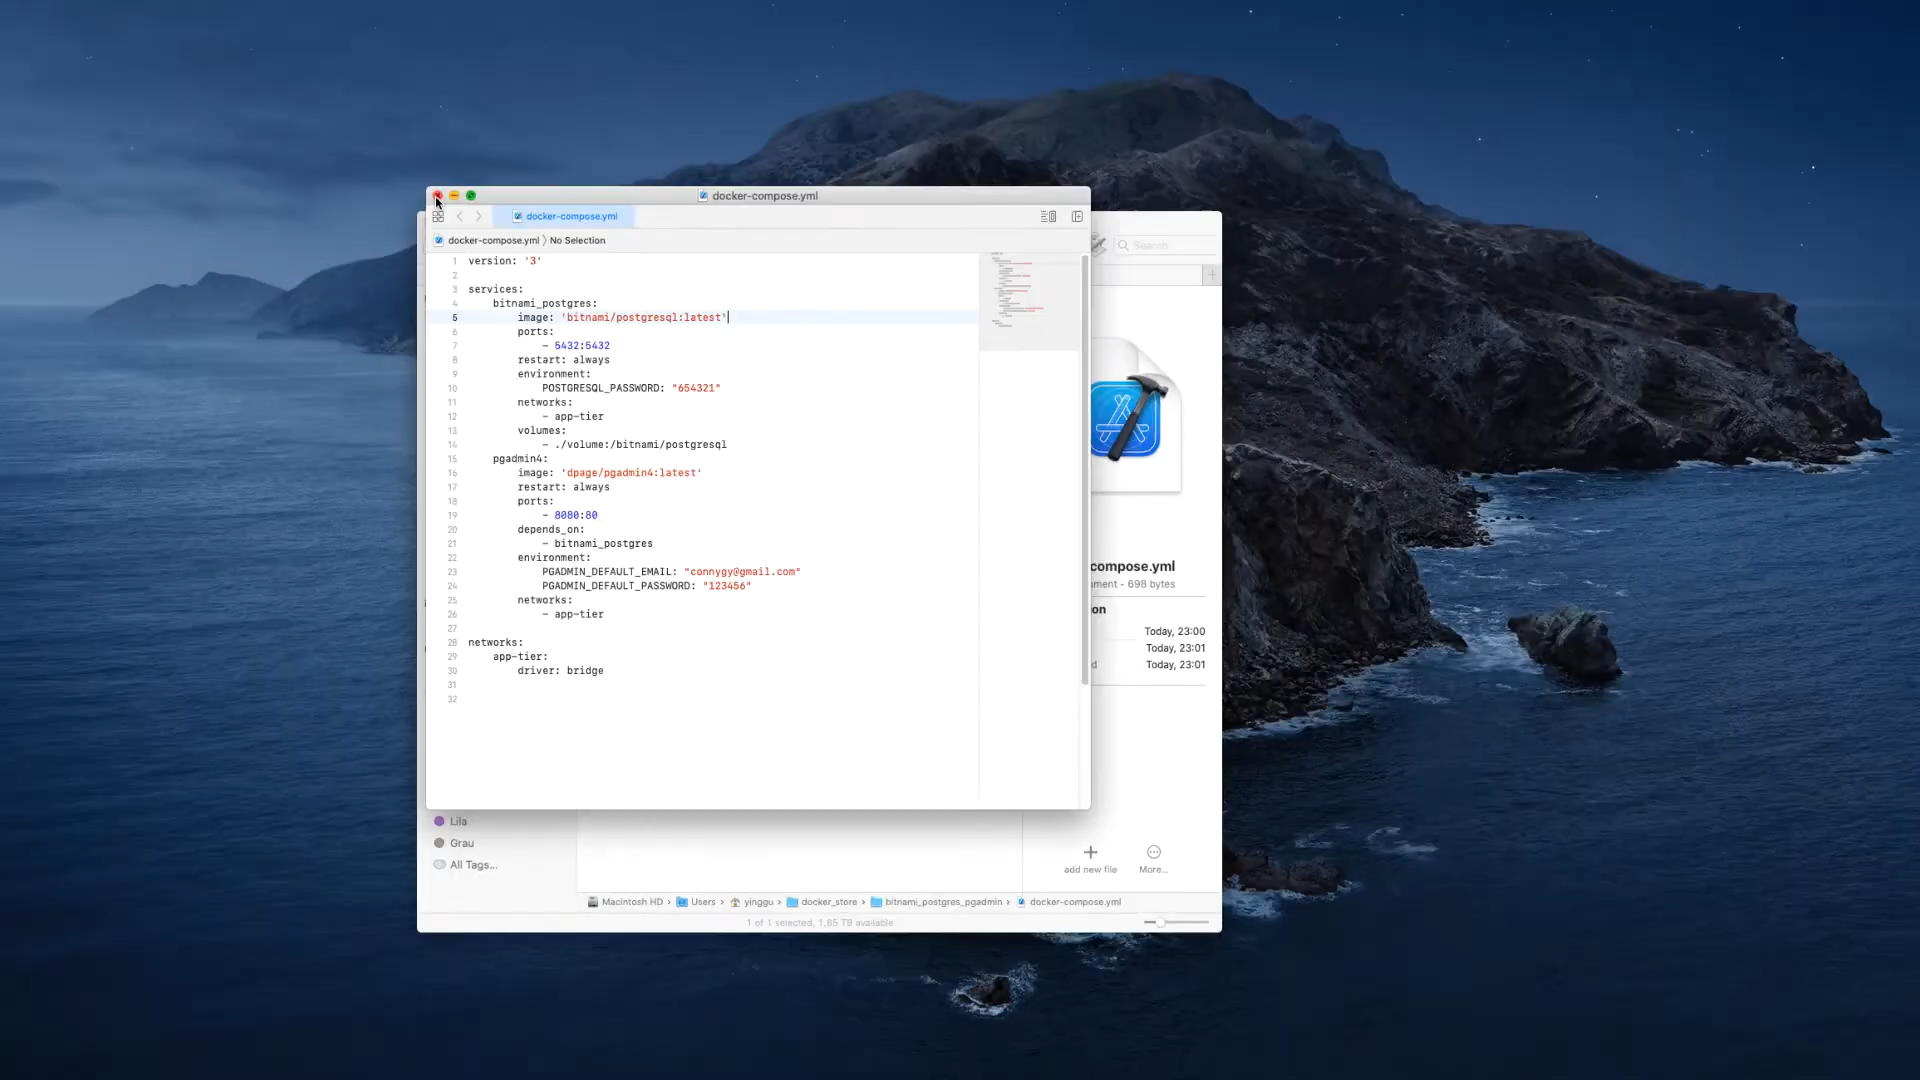 docker-compose.yml
docker-compose.yml
docker-compose.yml 〉No Selection
Search
1 version: '3'
2
3 services:
4 bitnami_postgres:
5 image: 'bitnami/postgresql:latest'
6 ports:
7 - 5432:5432
8 restart: always
9 environment:
10 POSTGRESQL_PASSWORD: "654321"
11 networks:
12 - app-tier
13 volumes:
14 - ./volume:/bitnami/postgresql
15 pgadmin4:
16 image: 'dpage/pgadmin4:latest'
17 restart: always
18 ports:
19 - 8080:80
20 depends_on:
21 - bitnami_postgres
22 environment:
23 PGADMIN_DEFAULT_EMAIL: "connygy@gmail.com"
24 PGADMIN_DEFAULT_PASSWORD: "123456"
25 networks:
26 - app-tier
27
28 networks:
29 app-tier:
30 driver: bridge
31
32
compose.yml
ment - 698 bytes
on
Today, 23:00
Today, 23:01
d Today, 23:01
Lila
Grau
All Tags...
add new file More...
Macintosh HD › Users › yinggu › docker_store › bitnami_postgres_pgadmin › docker-compose.yml
1 of 1 selected, 1,85 TB available